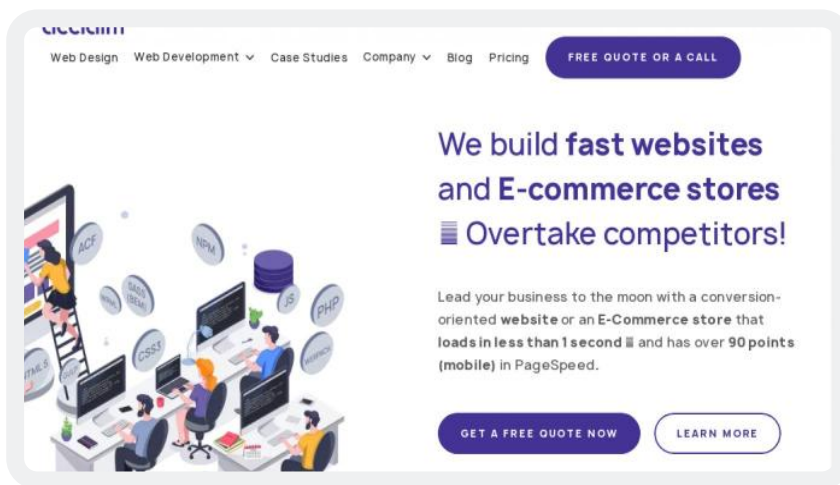 Web Design Web Development Case Studies Company Blog Pricing FREE QUOTE OR A CALL
We build fast websites
and E-commerce stores
Overtake competitors!
Lead your business to the moon with a conversion-
oriented website or an E-Commerce store that
loads in less than 1 second and has over 90 points
(mobile) in PageSpeed.
GET A FREE QUOTE NOW LEARN MORE
ACF
NPM
SASS
(BEM)
JS
PHP
CSS3